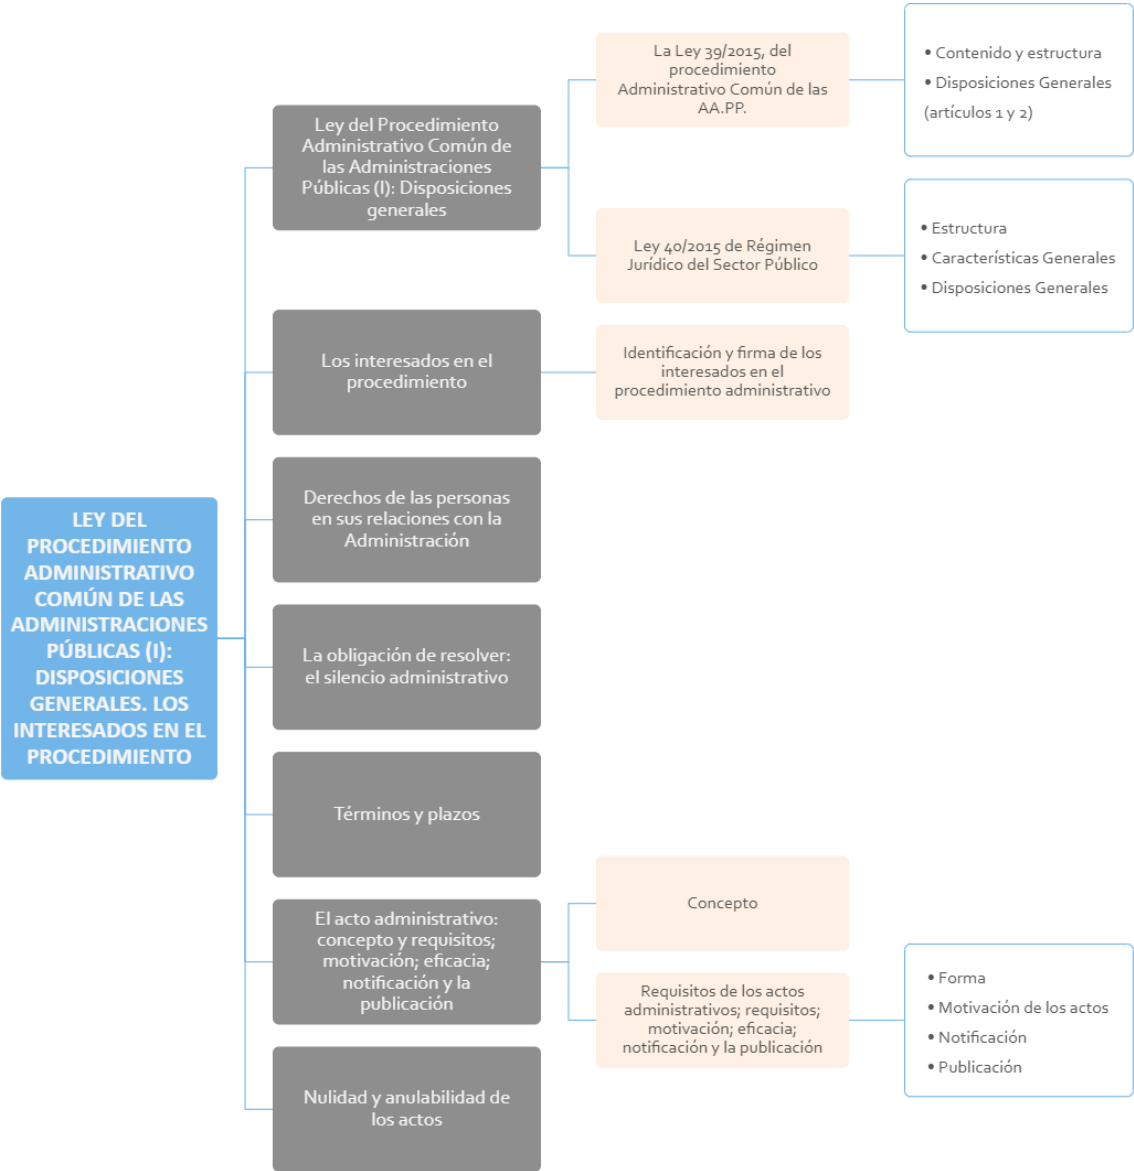 LEY DEL
PROCEDIMIENTO
ADMINISTRATIVO
COMÚN DE LAS
ADMINISTRACIONES
PÚBLICAS (I):
DISPOSICIONES
GENERALES. LOS
INTERESADOS EN EL
PROCEDIMIENTO
Ley del Procedimiento
Administrativo Común de
las Administraciones
Públicas (I): Disposiciones
generales
La Ley 39/2015, del
procedimiento
Administrativo Común de las
AA.PP.
• Contenido y estructura
• Disposiciones Generales
(artículos 1 y 2)
Ley 40/2015 de Régimen
Jurídico del Sector Público
• Estructura
• Características Generales
• Disposiciones Generales
Los interesados en el
procedimiento
Identificación y firma de los
interesados en el
procedimiento administrativo
Derechos de las personas
en sus relaciones con la
Administración
La obligación de resolver:
el silencio administrativo
Términos y plazos
El acto administrativo:
concepto y requisitos;
motivación; eficacia;
notificación y la
publicación
Concepto
Requisitos de los actos
administrativos; requisitos;
motivación; eficacia;
notificación y la publicación
• Forma
• Motivación de los actos
• Notificación
• Publicación
Nulidad y anulabilidad de
los actos